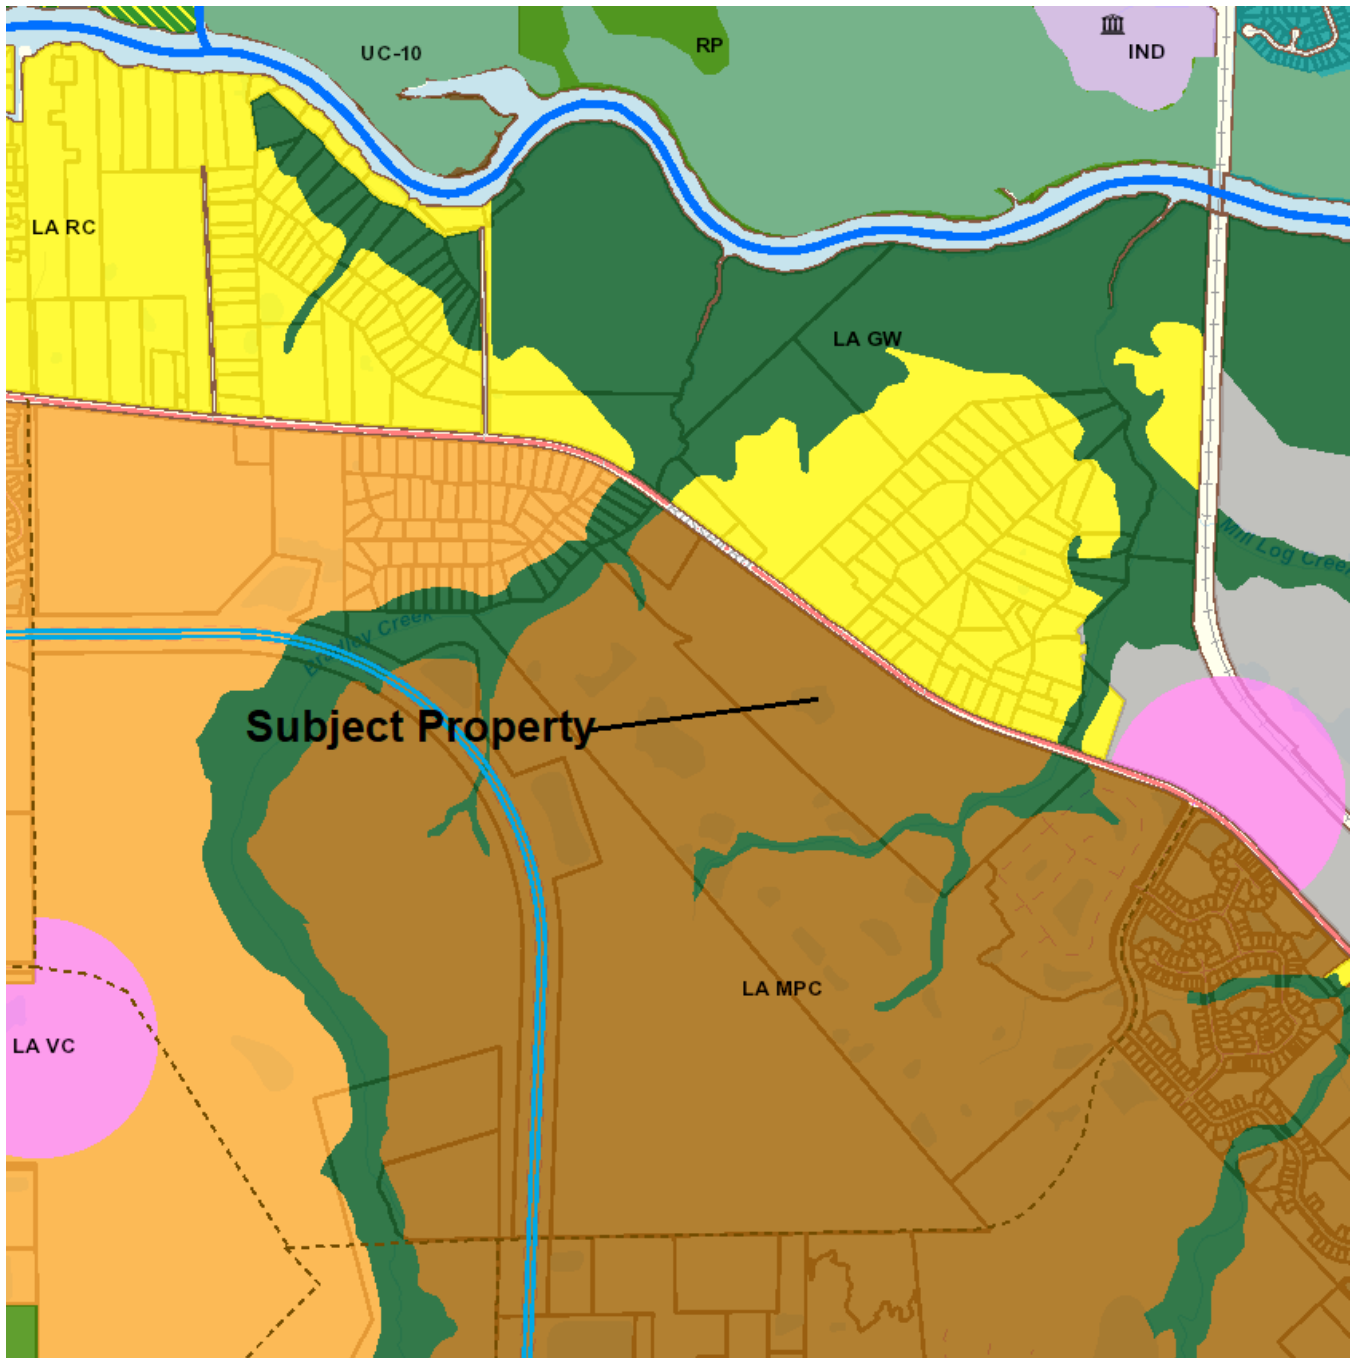 UC-10
RP
IND
LA RC
LA GW
Mill Log Creek
Bradley Creek
Subject Property
LA MPC
LA VC